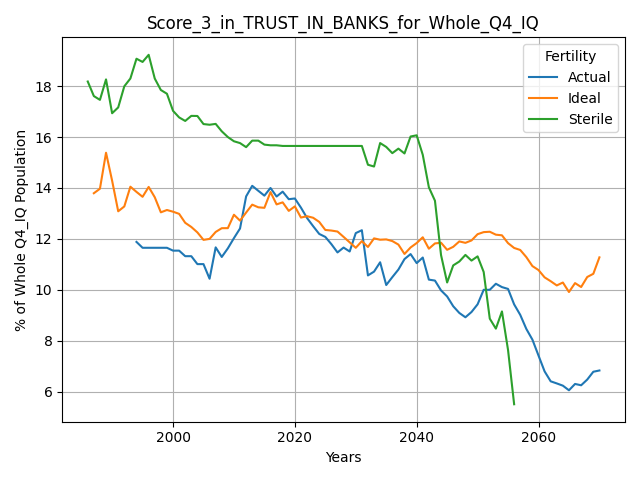 Score_3_in_TRUST_IN_BANKS_for_Whole_Q4_IQ
% of Whole Q4_IQ Population
18
16
14
12
10
8
6
Fertility
Actual
Ideal
Sterile
2000 2020 2040 2060
Years